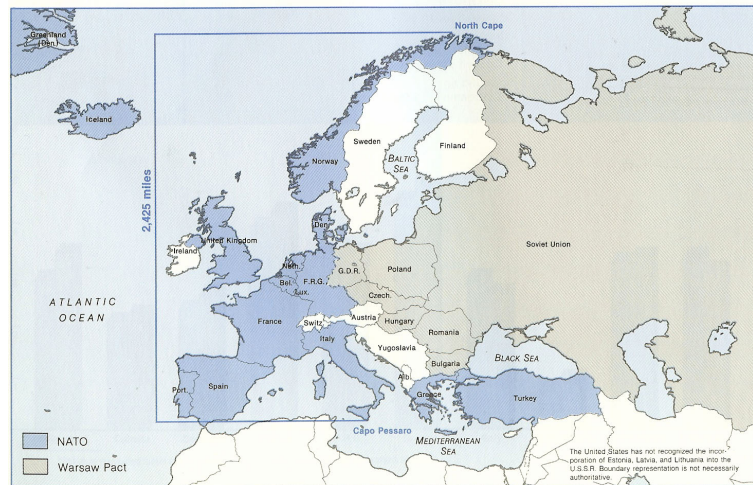 North Cape
Greenland
(Den.)
Iceland
Sweden
Finland
Norway
BALTIC
SEA
2,425 miles
Den.
Soviet Union
United Kingdom
Ireland
Neth.
G.D.R.
Poland
Bel.
F.R.G.
Lux.
Czech.
ATLANTIC
OCEAN
France
Switz.
Austria
Hungary
Romania
Italy
Yugoslavia
BLACK SEA
Bulgaria
Alb.
Port.
Spain
Greece
Turkey
Capo Pessaro
MEDITERRANEAN
SEA
NATO
Warsaw Pact
The United States has not recognized the incor-
poration of Estonia, Latvia, and Lithuania into the
U.S.S.R. Boundary representation is not necessarily
authoritative.